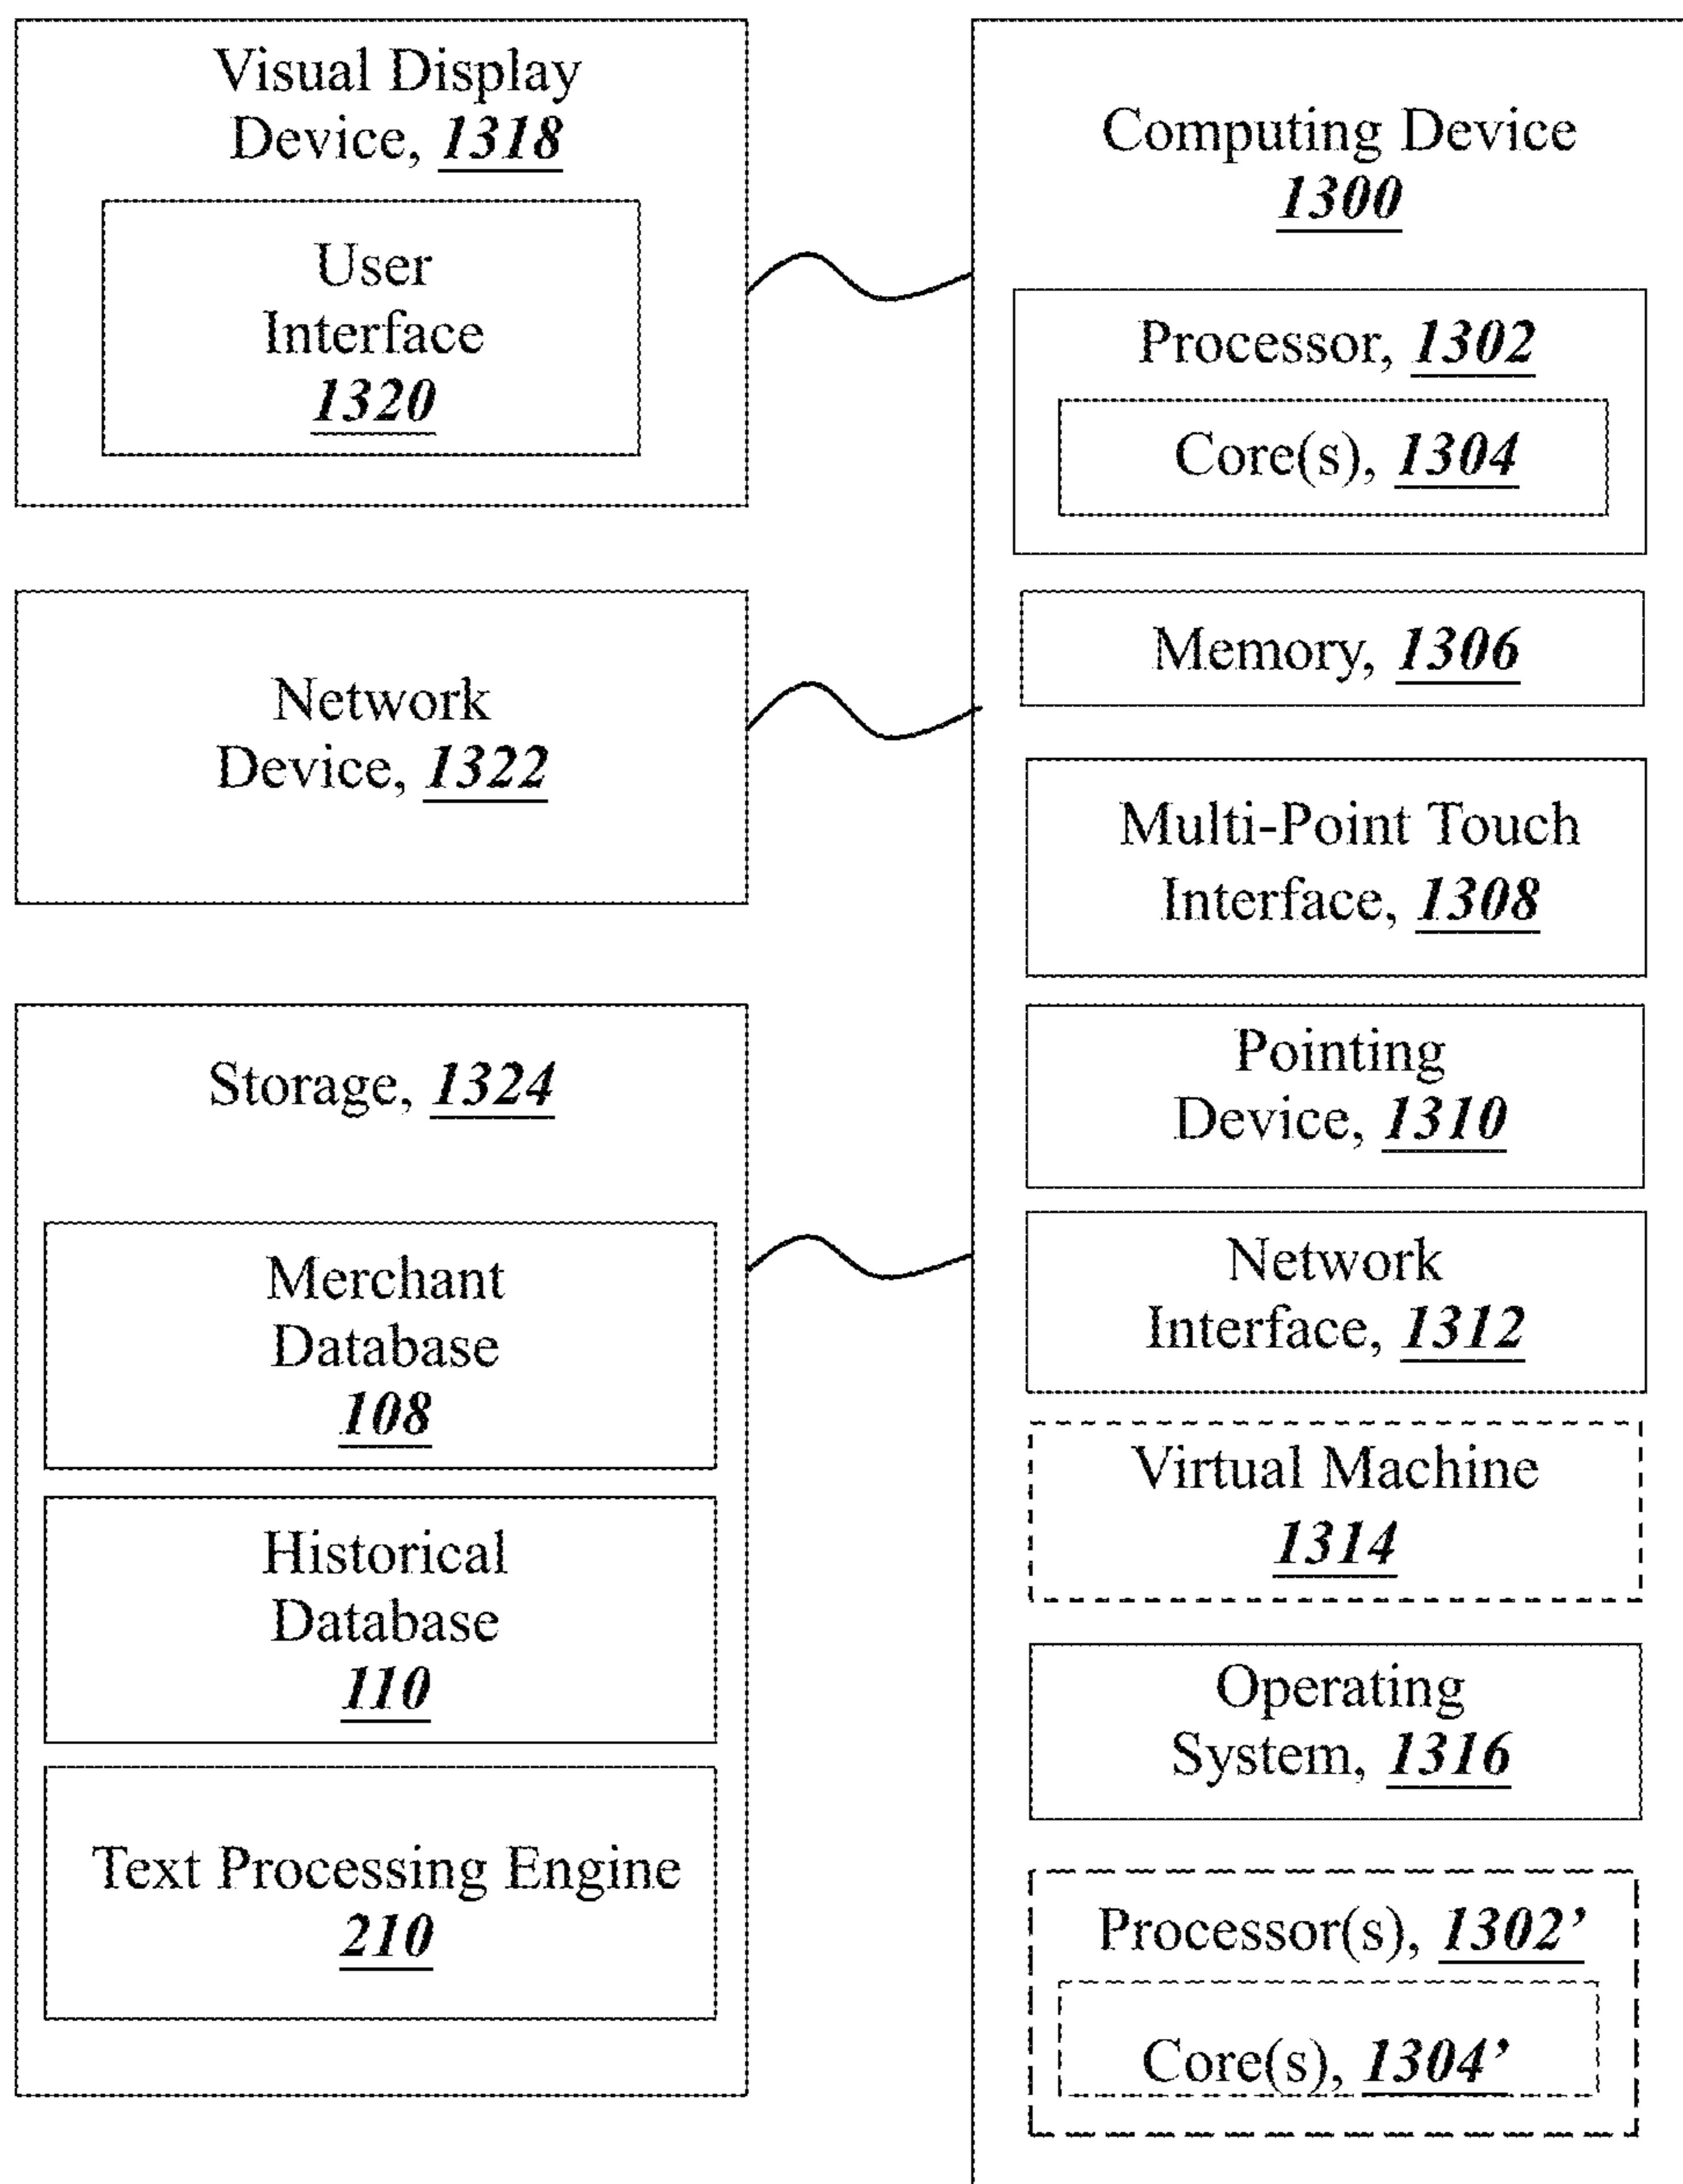 Visual Display
Device, 1318
User
Interface
1320
Network
Device, 1322
Storage, 1324
Merchant
Database
108
Historical
Database
110
Text Processing Engine
210
Computing Device
1300
Processor, 1302
Core(s), 1304
Memory, 1306
Multi-Point Touch
Interface, 1308
Pointing
Device, 1310
Network
Interface, 1312
Virtual Machine
1314
Operating
System, 1316
Processor(s), 1302’
Core(s), 1304’